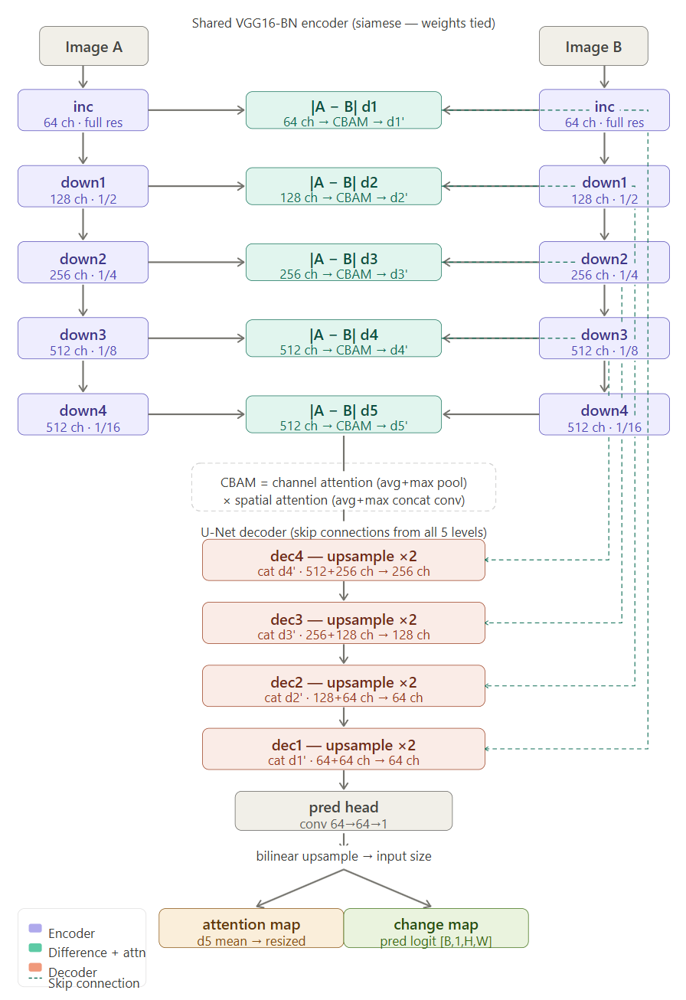 Shared VGG16-BN encoder (siamese — weights tied)
Image A
Image B
inc
64 ch · full res
|A − B| d1
64 ch → CBAM → d1'
inc
64 ch · full res
down1
128 ch · 1/2
|A − B| d2
128 ch → CBAM → d2'
down1
128 ch · 1/2
down2
256 ch · 1/4
|A − B| d3
256 ch → CBAM → d3'
down2
256 ch · 1/4
down3
512 ch · 1/8
|A − B| d4
512 ch → CBAM → d4'
down3
512 ch · 1/8
down4
512 ch · 1/16
|A − B| d5
512 ch → CBAM → d5'
down4
512 ch · 1/16
CBAM = channel attention (avg+max pool)
× spatial attention (avg+max concat conv)
U-Net decoder (skip connections from all 5 levels)
dec4 — upsample ×2
cat d4' · 512+256 ch → 256 ch
dec3 — upsample ×2
cat d3' · 256+128 ch → 128 ch
dec2 — upsample ×2
cat d2' · 128+64 ch → 64 ch
dec1 — upsample ×2
cat d1' · 64+64 ch → 64 ch
pred head
conv 64→64→1
bilinear upsample → input size
attention map
d5 mean → resized
change map
pred logit [B,1,H,W]
Encoder
Difference + attn
Decoder
Skip connection